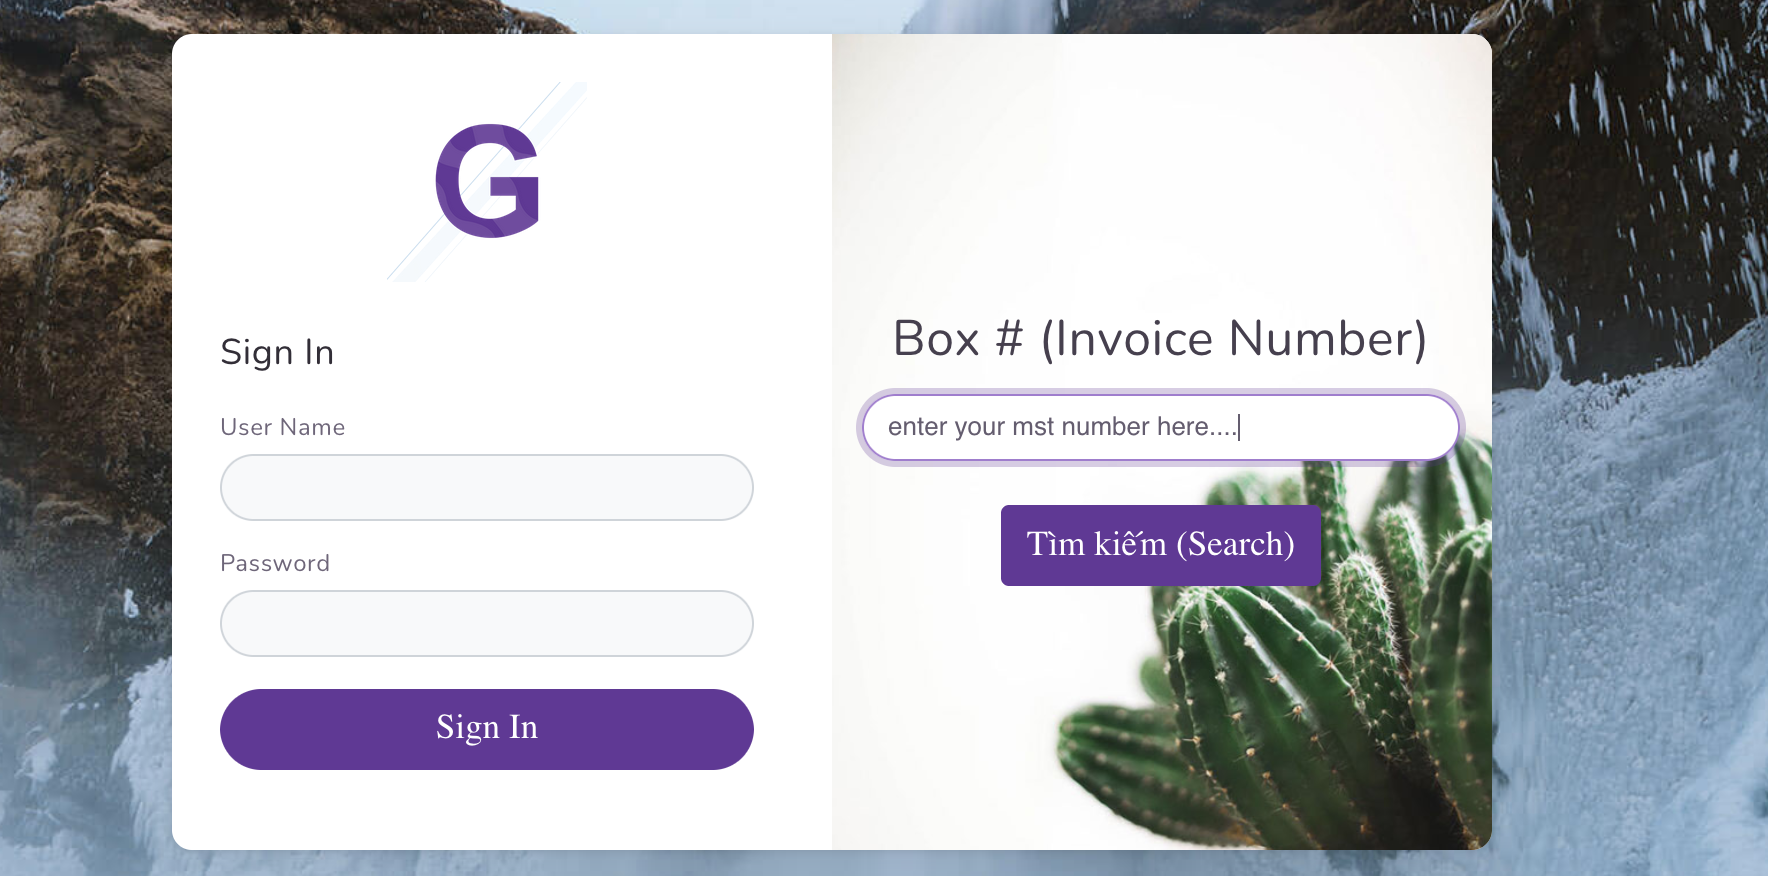 G
Sign In
User Name
Password
Sign In
Box # (Invoice Number)
enter your mst number here....
Tìm kiếm (Search)